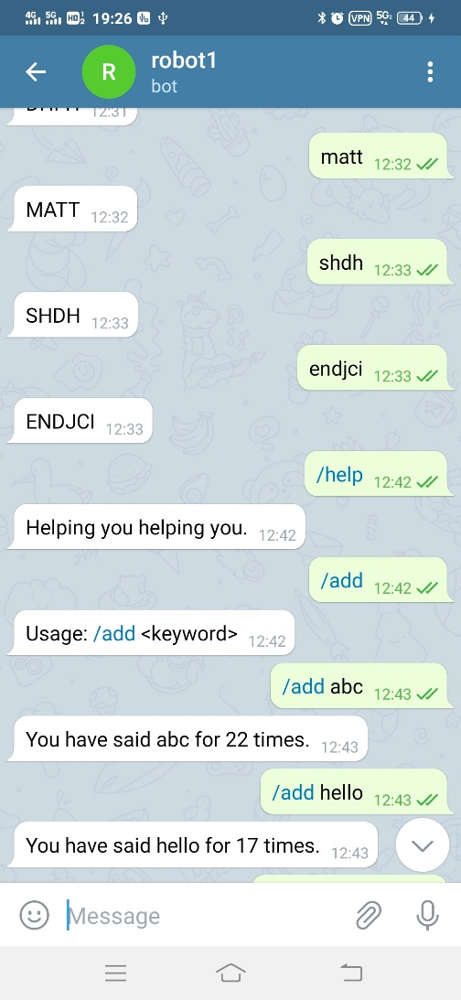 4G 5G HD 19:26 VPN 5G 44
R robot1
bot
12:31
matt 12:32
MATT 12:32
shdh 12:33
SHDH 12:33
endjci 12:33
ENDJCI 12:33
/help 12:42
Helping you helping you. 12:42
/add 12:42
Usage: /add <keyword> 12:42
/add abc 12:43
You have said abc for 22 times. 12:43
/add hello 12:43
You have said hello for 17 times. 12:43
Message